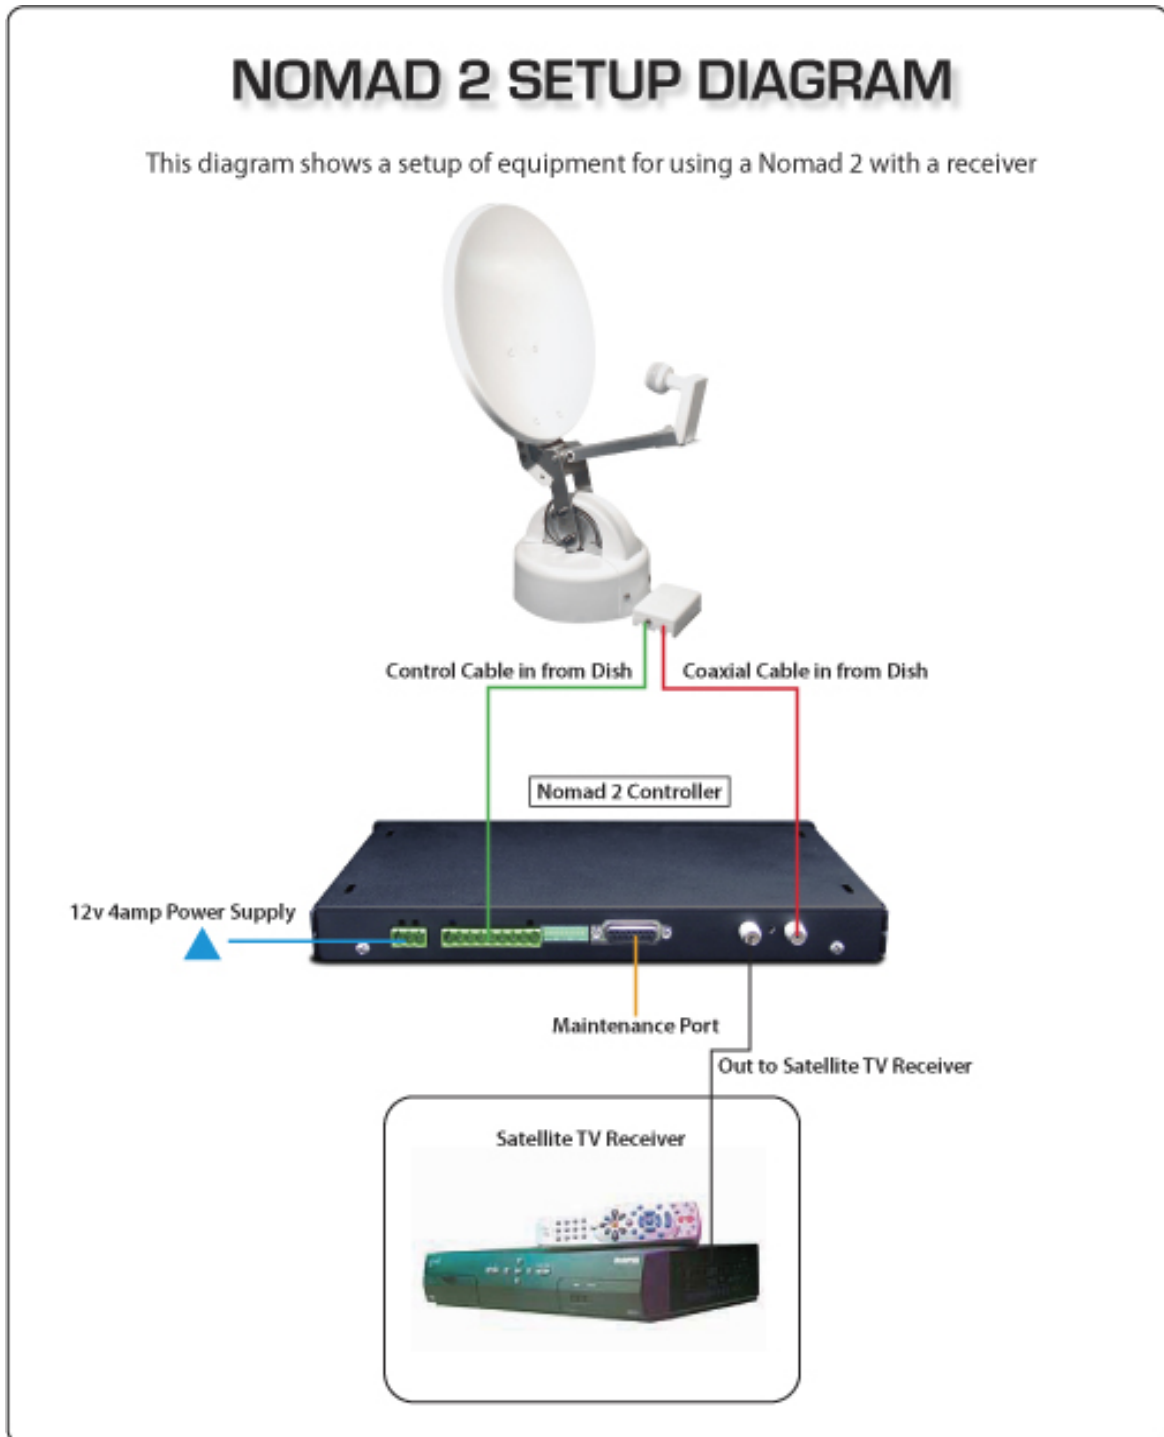 NOMAD 2 SETUP DIAGRAM
This diagram shows a setup of equipment for using a Nomad 2 with a receiver
Control Cable in from Dish
Coaxial Cable in from Dish
Nomad 2 Controller
12v 4amp Power Supply
Maintenance Port
Out to Satellite TV Receiver
Satellite TV Receiver